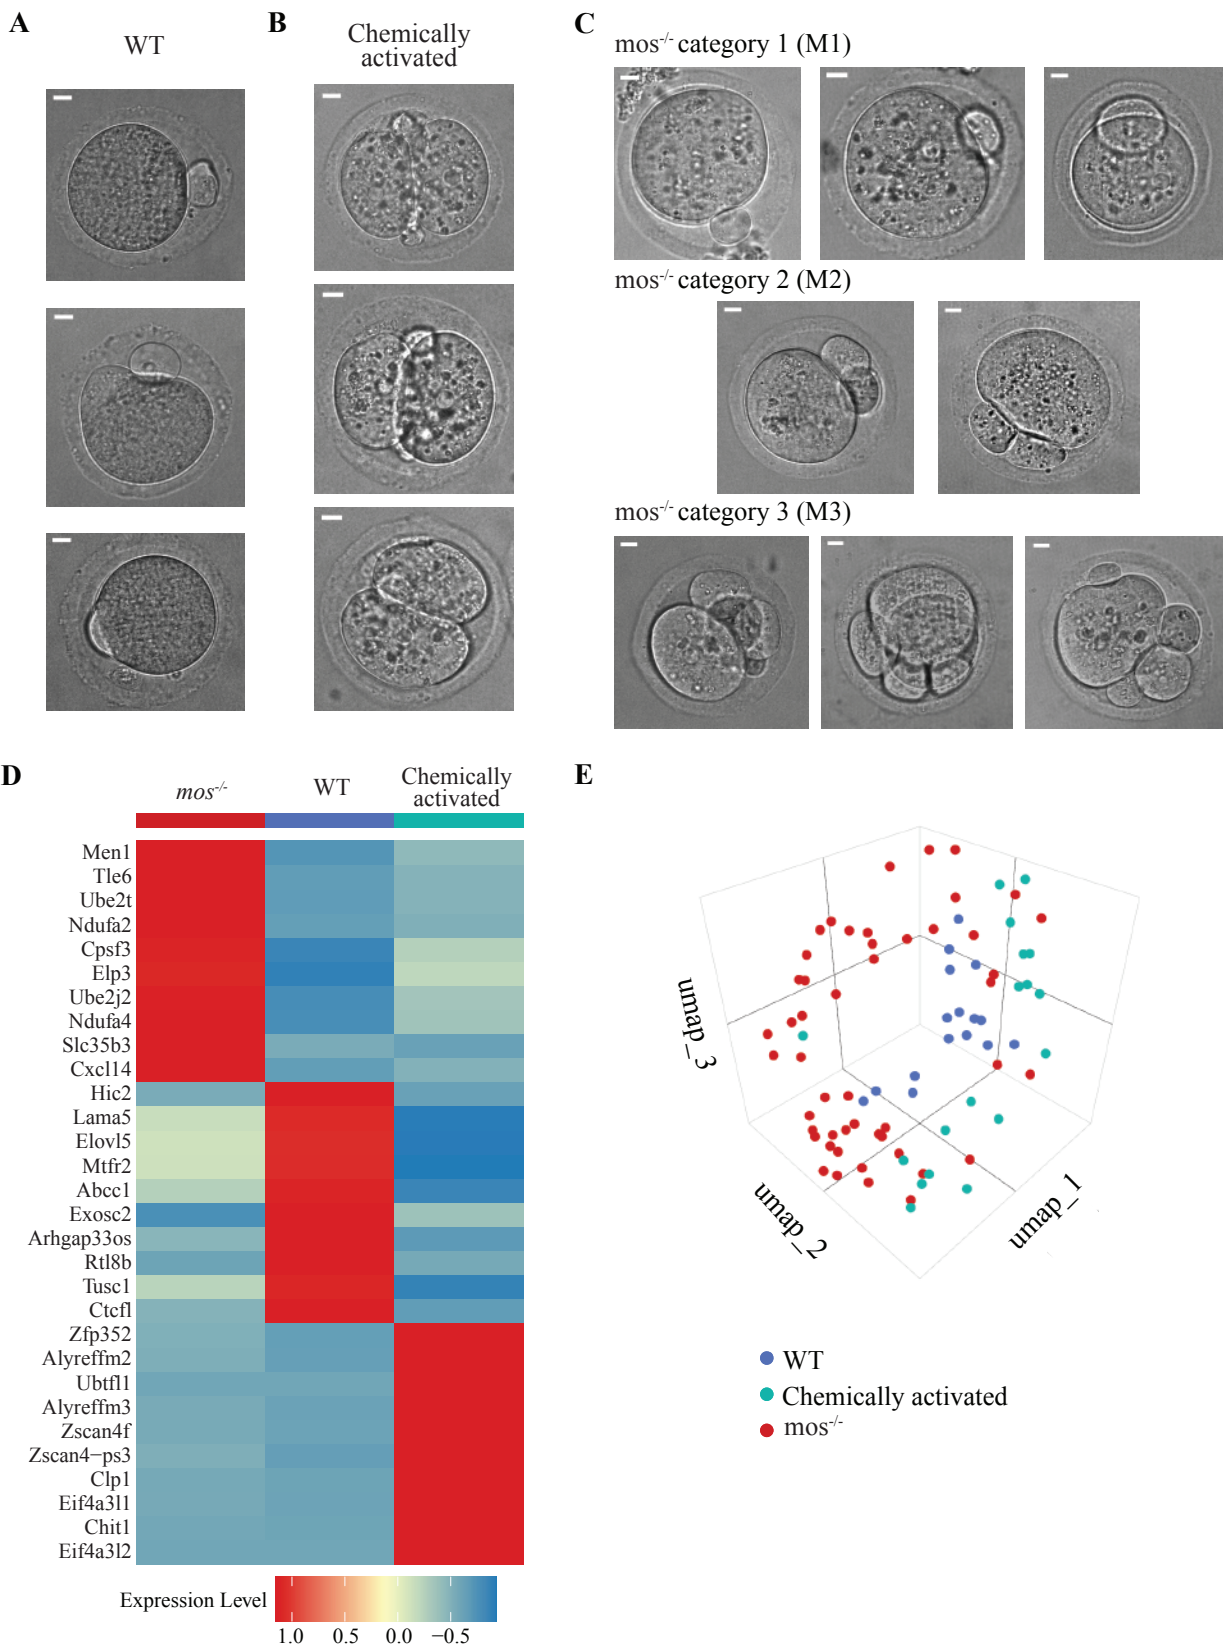 A
WT
B
Chemically
activated
C
mos-/- category 1 (M1)
mos-/- category 2 (M2)
mos-/- category 3 (M3)
D
mos-/-
WT
Chemically
activated
Men1
Tle6
Ube2t
Ndufa2
Cpsf3
Elp3
Ube2j2
Ndufa4
Slc35b3
Cxcl14
Hic2
Lama5
Elovl5
Mtfr2
Abcc1
Exosc2
Arhgap33os
Rtl8b
Tusc1
Ctcfl
Zfp352
Alyreffm2
Ubtfl1
Alyreffm3
Zscan4f
Zscan4−ps3
Clp1
Eif4a3l1
Chit1
Eif4a3l2
Expression Level
1.0 0.5 0.0 −0.5
E
umap_3
umap_2
umap_1
WT
Chemically activated
mos-/-